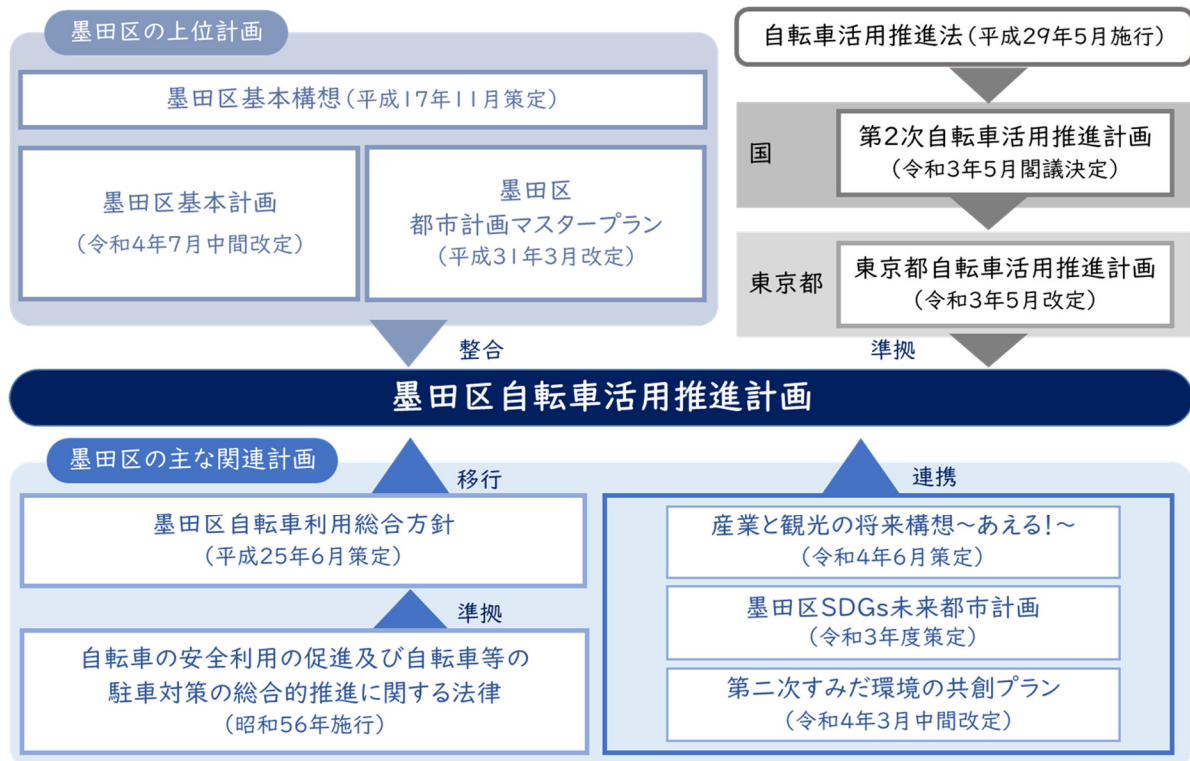 墨田区の上位計画
墨田区基本構想(平成17年11月策定)
墨田区基本計画
(令和4年7月中間改定)
墨田区
都市計画マスタープラン
(平成31年3月改定)
自転車活用推進法(平成29年5月施行)
国
第2次自転車活用推進計画
(令和3年5月閣議決定)
東京都
東京都自転車活用推進計画
(令和3年5月改定)
整合
準拠
墨田区自転車活用推進計画
墨田区の主な関連計画
移行
墨田区自転車利用総合方針
(平成25年6月策定)
準拠
自転車の安全利用の促進及び自転車等の
駐車対策の総合的推進に関する法律
(昭和56年施行)
連携
産業と観光の将来構想~あえる!~
(令和4年6月策定)
墨田区SDGs未来都市計画
(令和3年度策定)
第二次すみだ環境の共創プラン
(令和4年3月中間改定)